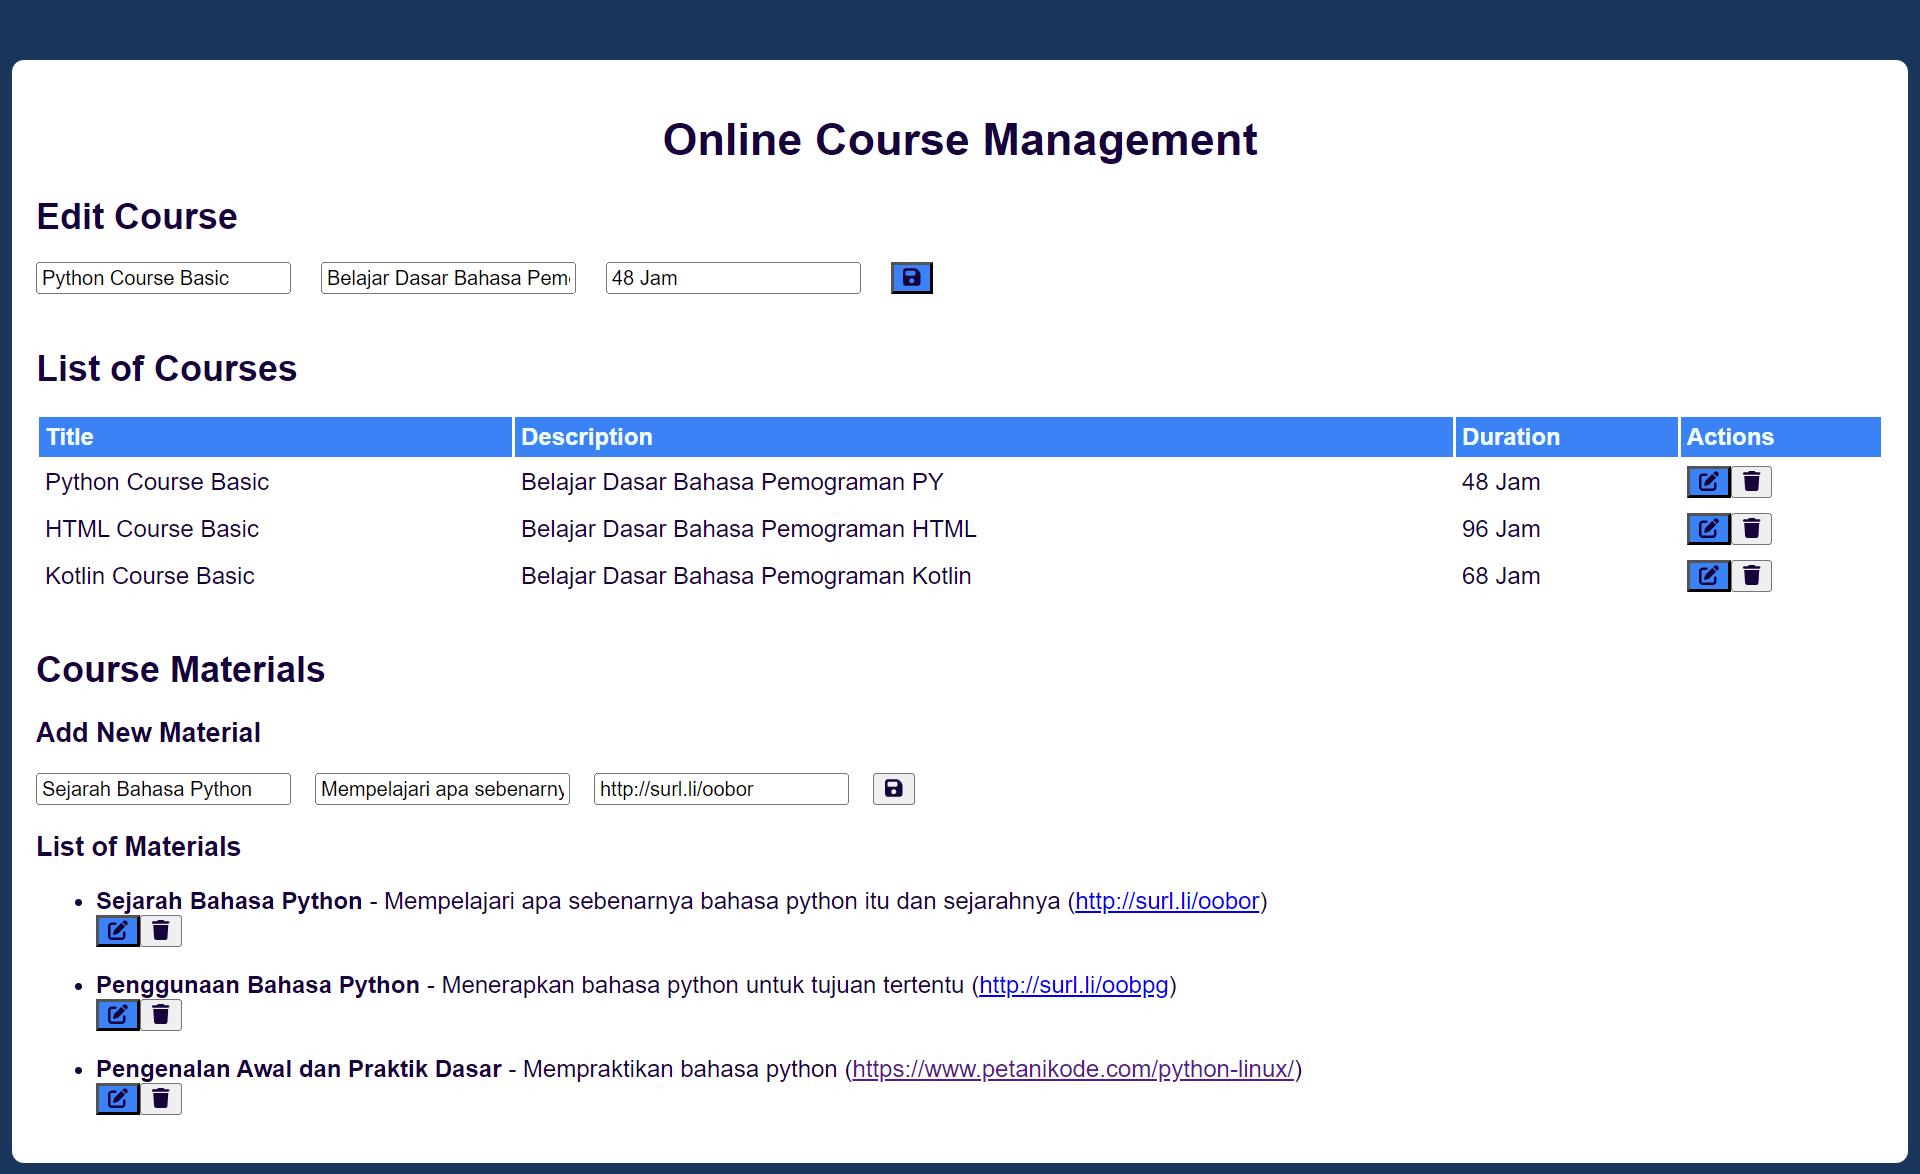 Online Course Management
Edit Course
Python Course Basic Belajar Dasar Bahasa Pem 48 Jam
List of Courses
Title Description Duration Actions
Python Course Basic Belajar Dasar Bahasa Pemograman PY 48 Jam
HTML Course Basic Belajar Dasar Bahasa Pemograman HTML 96 Jam
Kotlin Course Basic Belajar Dasar Bahasa Pemograman Kotlin 68 Jam
Course Materials
Add New Material
Sejarah Bahasa Python Mempelajari apa sebenarny http://surl.li/oobor
List of Materials
• Sejarah Bahasa Python - Mempelajari apa sebenarnya bahasa python itu dan sejarahnya (http://surl.li/oobor)
• Penggunaan Bahasa Python - Menerapkan bahasa python untuk tujuan tertentu (http://surl.li/oobpg)
• Pengenalan Awal dan Praktik Dasar - Mempraktikan bahasa python (https://www.petanikode.com/python-linux/)